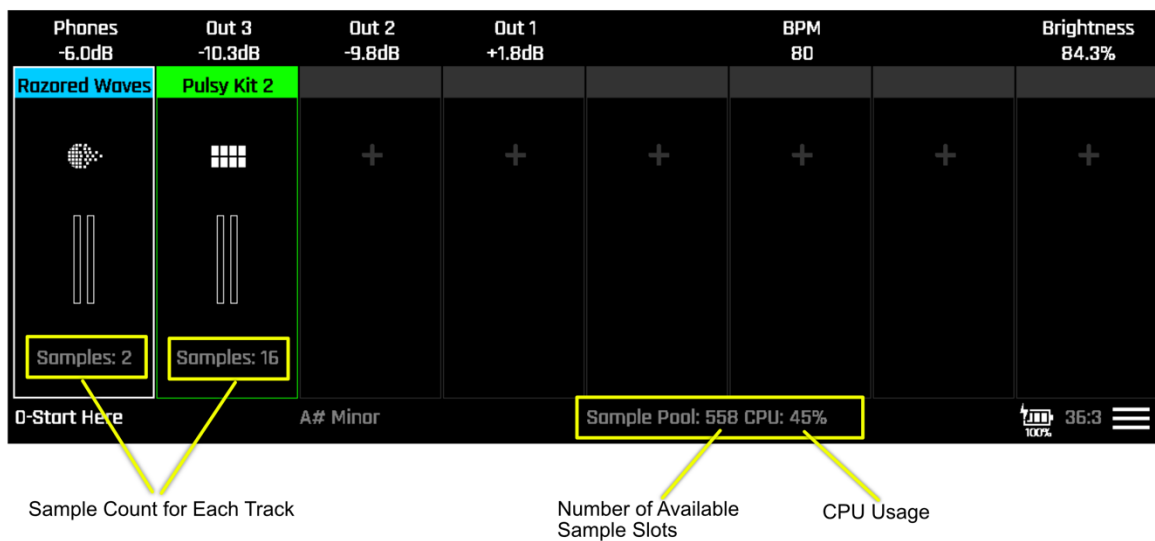 Phones Out 3 Out 2 Out 1 BPM Brightness
-6.0dB -10.3dB -9.8dB +1.8dB 80 84.3%
Razored Waves Pulsy Kit 2
+ + + + + +
Samples: 2 Samples: 16
0-Start Here A# Minor Sample Pool: 558 CPU: 45% 100% 36:3
Sample Count for Each Track
Number of Available
Sample Slots
CPU Usage